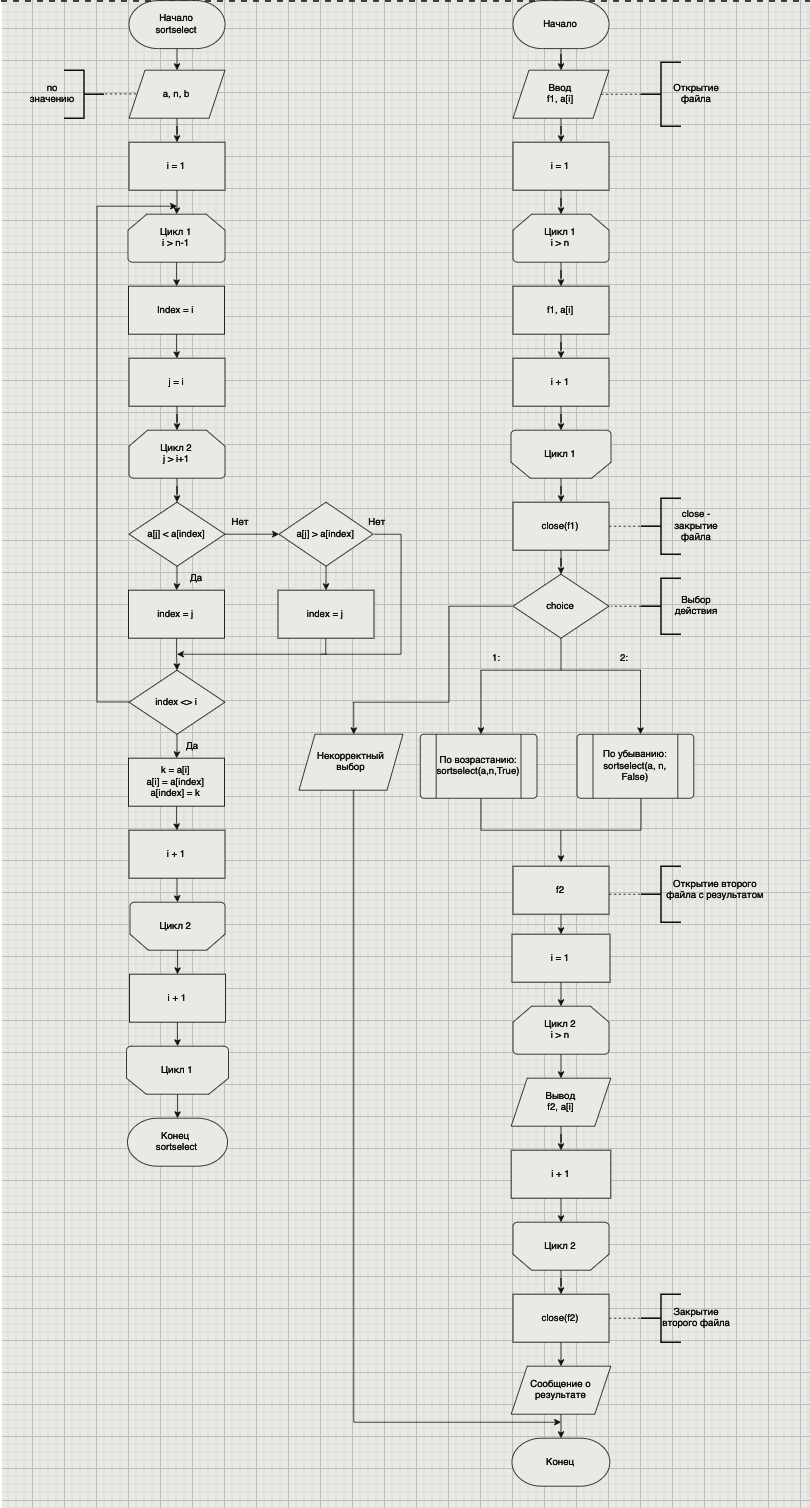 Начало
sortselect
по
значению
a, n, b
i = 1
Цикл 1
i > n-1
Index = i
j = i
Цикл 2
j > i+1
a[j] < a[index]
Нет
a[j] > a[index]
Нет
Да
index = j
index = j
index <> i
Да
k = a[i]
a[i] = a[index]
a[index] = k
i + 1
Цикл 2
i + 1
Цикл 1
Конец
sortselect
Начало
Ввод
f1, a[i]
Открытие
файла
i = 1
Цикл 1
i > n
f1, a[i]
i + 1
Цикл 1
close(f1)
close -
закрытие
файла
choice
Выбор
действия
1:
2:
Некорректный
выбор
По возрастанию:
sortselect(a,n,True)
По убыванию:
sortselect(a, n,
False)
f2
Открытие второго
файла с результатом
i = 1
Цикл 2
i > n
Вывод
f2, a[i]
i + 1
Цикл 2
close(f2)
Закрытие
второго файла
Сообщение о
результате
Конец